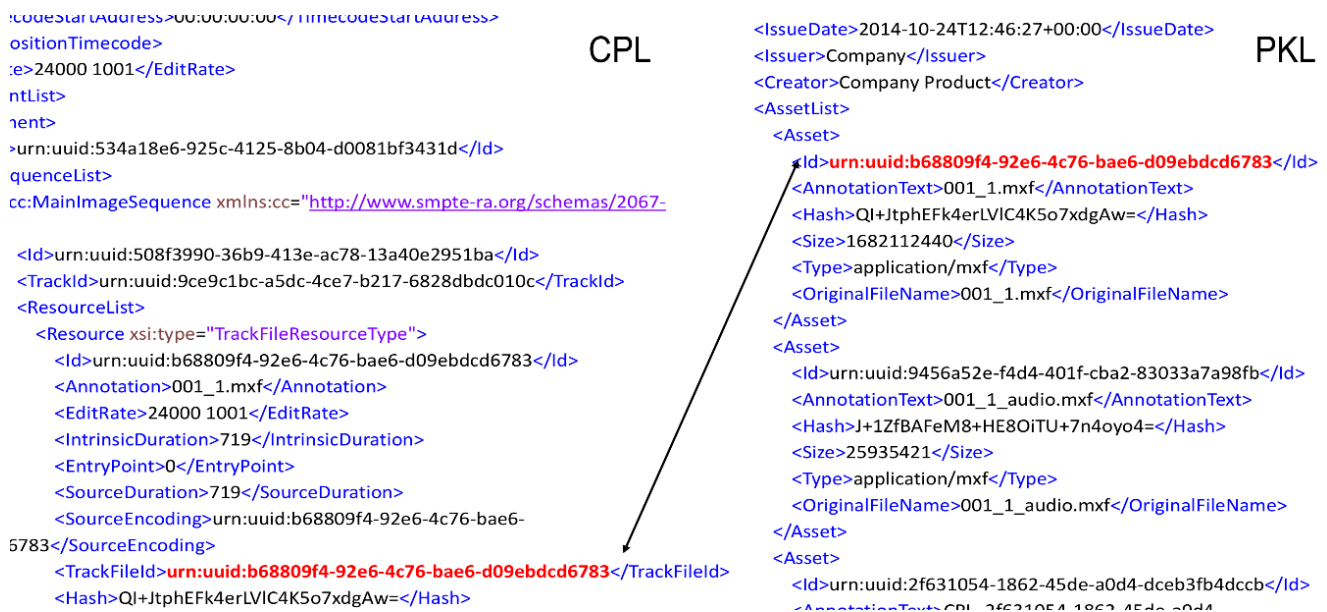 ecodeStartAddress>00:00:00:00</TimecodeStartAddress>
ositionTimecode>
:e>24000 1001</EditRate>
ntList>
nent>
>urn:uuid:534a18e6-925c-4125-8b04-d0081bf3431d</Id>
quenceList>
cc:MainImageSequence xmlns:cc="http://www.smpte-ra.org/schemas/2067-
<Id>urn:uuid:508f3990-36b9-413e-ac78-13a40e2951ba</Id>
<TrackId>urn:uuid:9ce9c1bc-a5dc-4ce7-b217-6828dbdc010c</TrackId>
<ResourceList>
<Resource xsi:type="TrackFileResourceType">
<Id>urn:uuid:b68809f4-92e6-4c76-bae6-d09ebdcd6783</Id>
<Annotation>001_1.mxf</Annotation>
<EditRate>24000 1001</EditRate>
<IntrinsicDuration>719</IntrinsicDuration>
<EntryPoint>0</EntryPoint>
<SourceDuration>719</SourceDuration>
<SourceEncoding>urn:uuid:b68809f4-92e6-4c76-bae6-
6783</SourceEncoding>
<TrackFileId>urn:uuid:b68809f4-92e6-4c76-bae6-d09ebdcd6783</TrackFileId>
<Hash>QI+JtphEFk4erLVlC4K5o7xdgAw=</Hash>
CPL
<IssueDate>2014-10-24T12:46:27+00:00</IssueDate>
<Issuer>Company</Issuer>
<Creator>Company Product</Creator>
<AssetList>
<Asset>
<Id>urn:uuid:b68809f4-92e6-4c76-bae6-d09ebdcd6783</Id>
<AnnotationText>001_1.mxf</AnnotationText>
<Hash>QI+JtphEFk4erLVlC4K5o7xdgAw=</Hash>
<Size>1682112440</Size>
<Type>application/mxf</Type>
<OriginalFileName>001_1.mxf</OriginalFileName>
</Asset>
<Asset>
<Id>urn:uuid:9456a52e-f4d4-401f-cba2-83033a7a98fb</Id>
<AnnotationText>001_1_audio.mxf</AnnotationText>
<Hash>J+1ZfBAFeM8+HE8OiTU+7n4oyo4=</Hash>
<Size>25935421</Size>
<Type>application/mxf</Type>
<OriginalFileName>001_1_audio.mxf</OriginalFileName>
</Asset>
<Asset>
<Id>urn:uuid:2f631054-1862-45de-a0d4-dceb3fb4dccb</Id>
<AnnotationText>CPL_2f631054-1862-45de-a0d4-
PKL